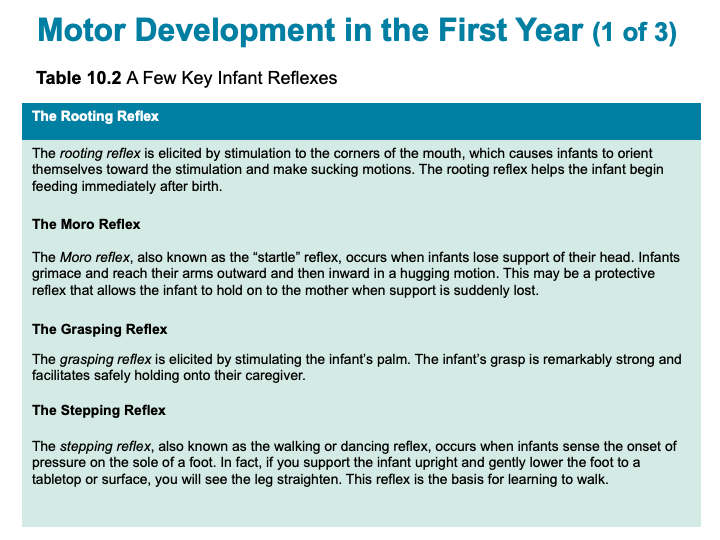 Motor Development in the First Year (1 of 3)
Table 10.2 A Few Key Infant Reflexes
The Rooting Reflex
The rooting reflex is elicited by stimulation to the corners of the mouth, which causes infants to orient
themselves toward the stimulation and make sucking motions. The rooting reflex helps the infant begin
feeding immediately after birth.
The Moro Reflex
The Moro reflex, also known as the “startle” reflex, occurs when infants lose support of their head. Infants
grimace and reach their arms outward and then inward in a hugging motion. This may be a protective
reflex that allows the infant to hold on to the mother when support is suddenly lost.
The Grasping Reflex
The grasping reflex is elicited by stimulating the infant’s palm. The infant’s grasp is remarkably strong and
facilitates safely holding onto their caregiver.
The Stepping Reflex
The stepping reflex, also known as the walking or dancing reflex, occurs when infants sense the onset of
pressure on the sole of a foot. In fact, if you support the infant upright and gently lower the foot to a
tabletop or surface, you will see the leg straighten. This reflex is the basis for learning to walk.